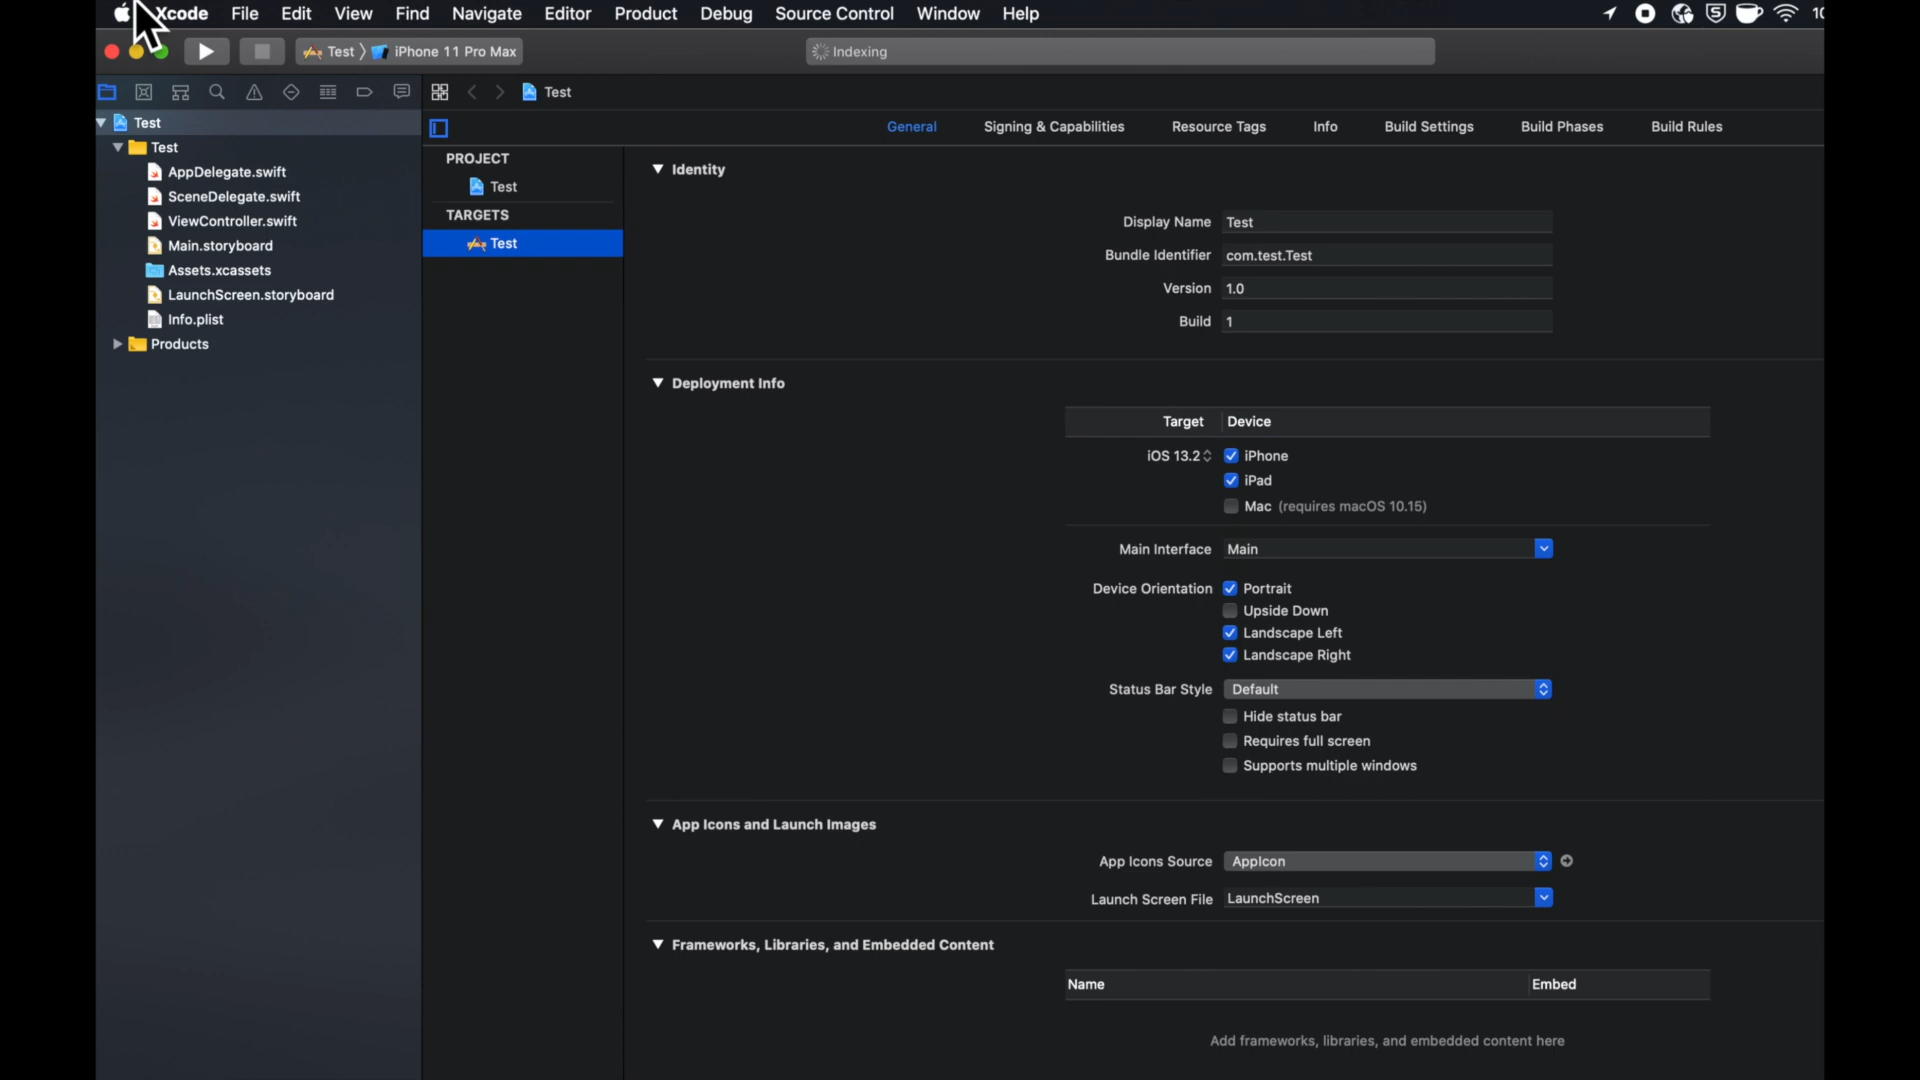 Xcode File Edit View Find Navigate Editor Product Debug Source Control Window Help
Test iPhone 11 Pro Max Indexing
Test
Test
Test
AppDelegate.swift
SceneDelegate.swift
ViewController.swift
Main.storyboard
Assets.xcassets
LaunchScreen.storyboard
Info.plist
Products
General Signing & Capabilities Resource Tags Info Build Settings Build Phases Build Rules
PROJECT
Test
TARGETS
Test
Identity
Display Name Test
Bundle Identifier com.test.Test
Version 1.0
Build 1
Deployment Info
Target Device
iOS 13.2 iPhone
iPad
Mac (requires macOS 10.15)
Main Interface Main
Device Orientation Portrait
Upside Down
Landscape Left
Landscape Right
Status Bar Style Default
Hide status bar
Requires full screen
Supports multiple windows
App Icons and Launch Images
App Icons Source AppIcon
Launch Screen File LaunchScreen
Frameworks, Libraries, and Embedded Content
Name Embed
Add frameworks, libraries, and embedded content here